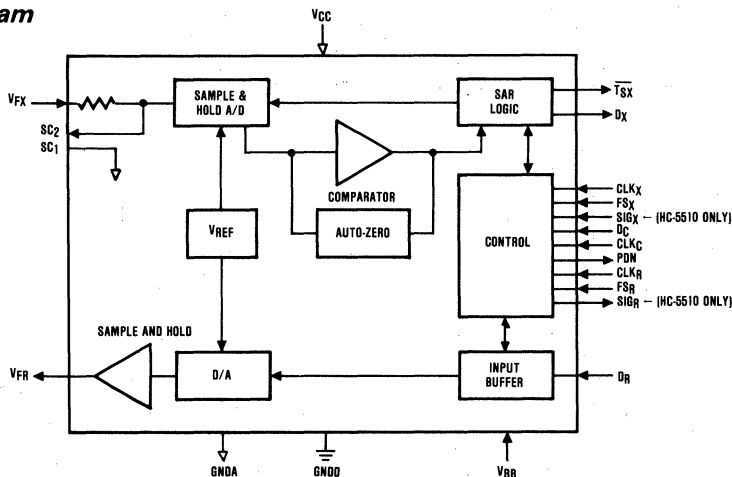 am
VCC
VFX
SC2
SC1
SAMPLE &
HOLD A/D
SAR
LOGIC
TSX
DX
COMPARATOR
AUTO-ZERO
VREF
CONTROL
CLKX
FSX
SIGX ← (HC-5510 ONLY)
DC
CLKC
PDN
CLKR
FSR
SIGR ← (HC-5510 ONLY)
SAMPLE AND HOLD
VFR
D/A
INPUT
BUFFER
DR
GNDA
GNDD
VBB